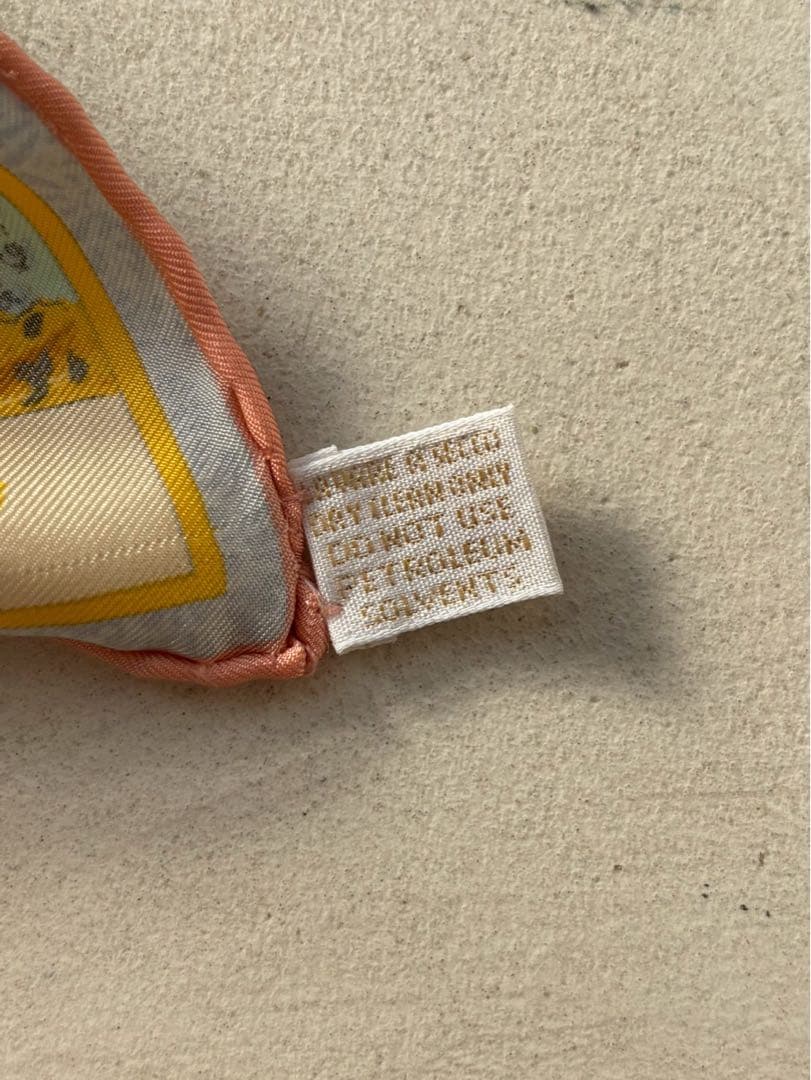 DRY CLEAN ONLY
DO NOT USE
PETROLEUM
SOLVENTS